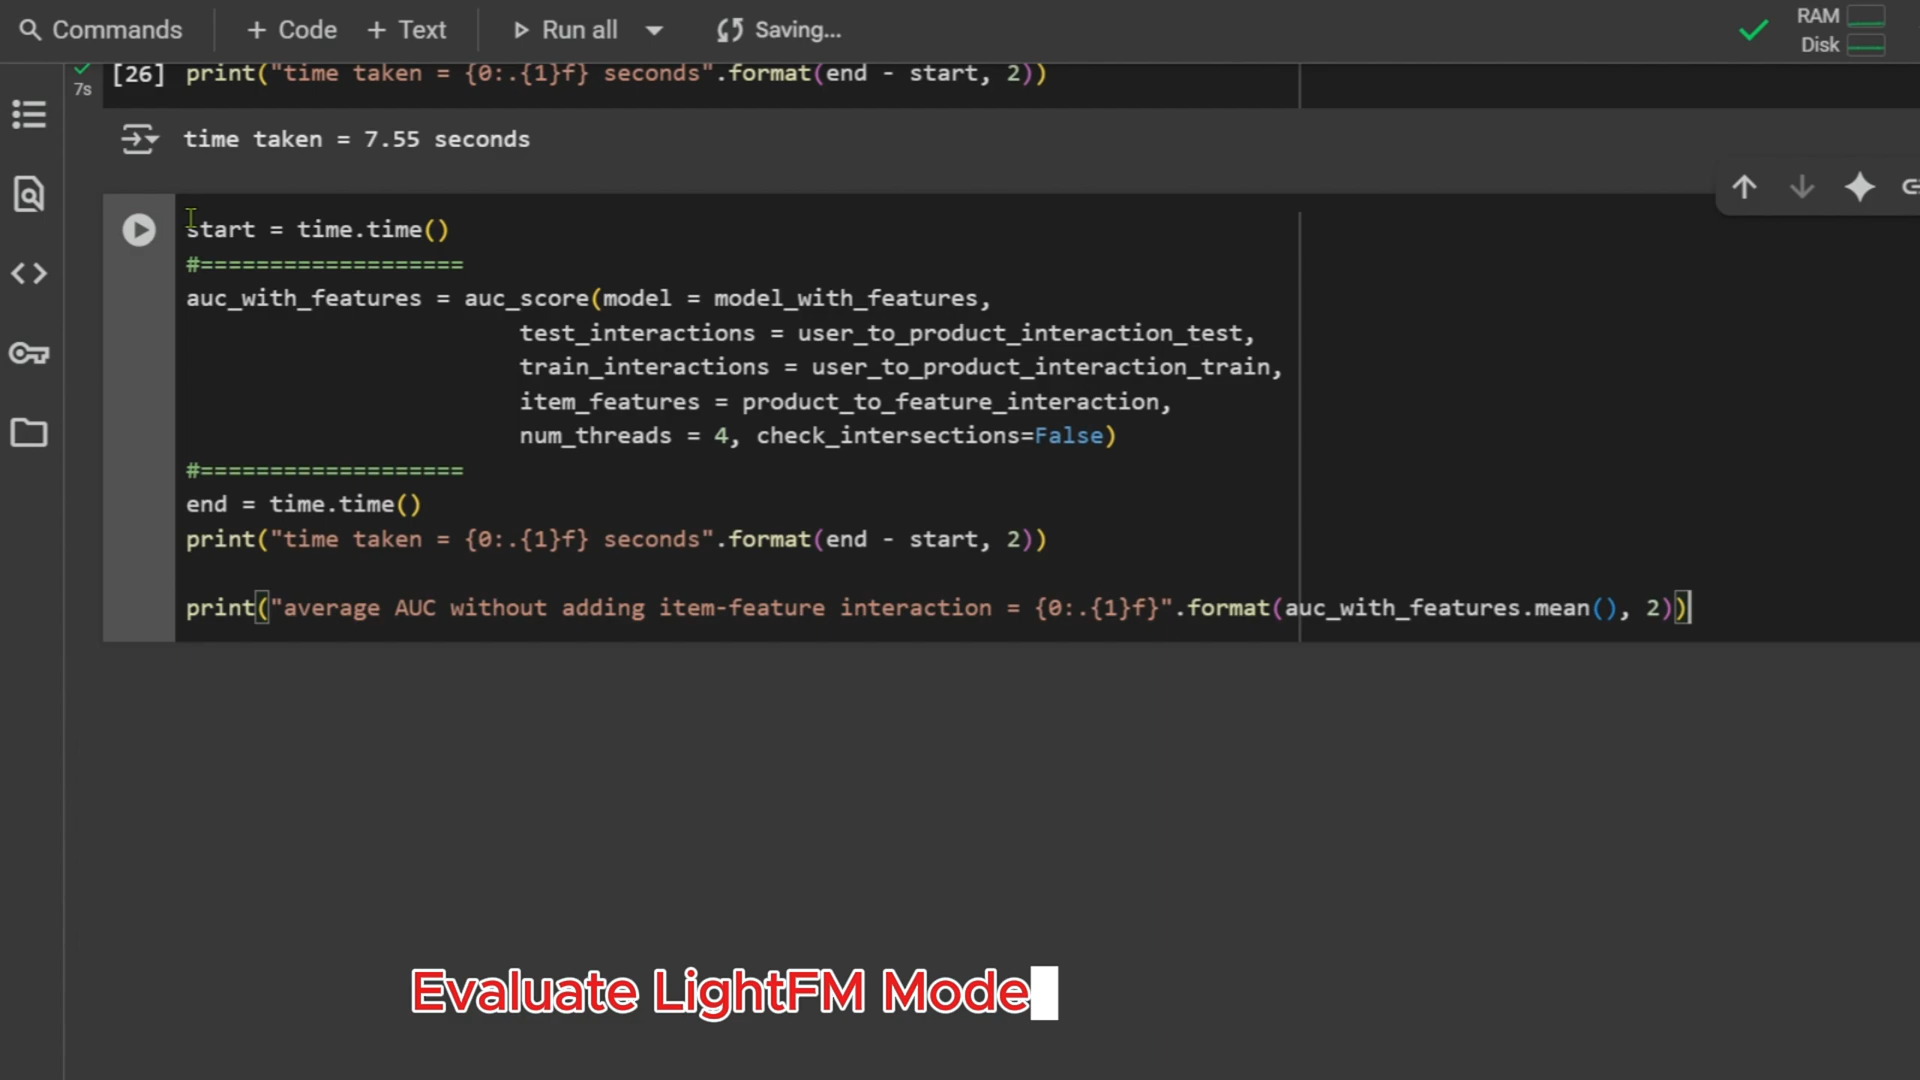 Commands + Code + Text Run all Saving... RAM
Disk
7s [26] print("time taken = {0:.{1}f} seconds".format(end - start, 2))
time taken = 7.55 seconds
start = time.time()
#===================
auc_with_features = auc_score(model = model_with_features,
test_interactions = user_to_product_interaction_test,
train_interactions = user_to_product_interaction_train,
item_features = product_to_feature_interaction,
num_threads = 4, check_intersections=False)
#===================
end = time.time()
print("time taken = {0:.{1}f} seconds".format(end - start, 2))
print("average AUC without adding item-feature interaction = {0:.{1}f}".format(auc_with_features.mean(), 2))
Evaluate LightFM Mode